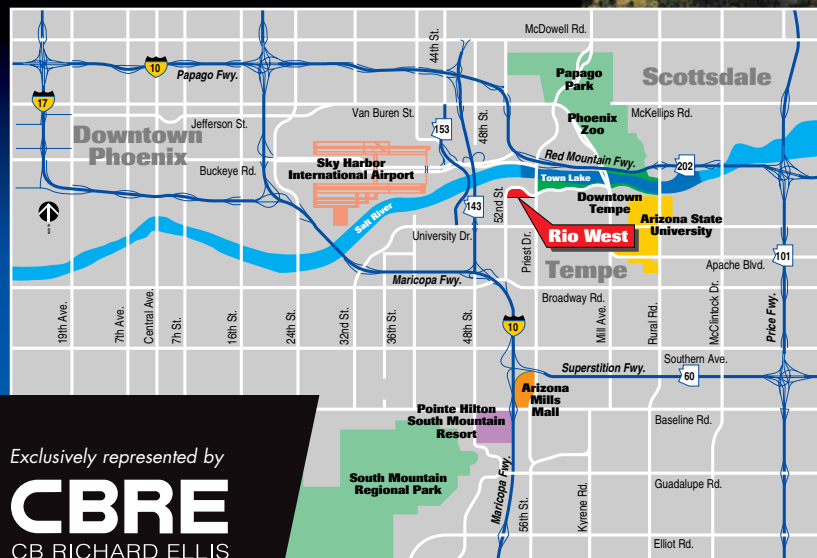 McDowell Rd.
44th St.
10
Papago Fwy.
Papago
Park
Scottsdale
17
Van Buren St.
McKellips Rd.
Jefferson St.
153
48th St.
Phoenix
Zoo
Downtown
Phoenix
Red Mountain Fwy.
202
Buckeye Rd.
Sky Harbor
International Airport
Town Lake
52nd St.
Downtown
Tempe
143
Salt River
Arizona State
University
Rio West
University Dr.
Priest Dr.
Tempe
Apache Blvd.
101
Maricopa Fwy.
Broadway Rd.
19th Ave.
7th Ave.
Central Ave.
7th St.
16th St.
24th St.
32nd St.
36th St.
48th St.
Mill Ave.
Rural Rd.
McClintock Dr.
Price Fwy.
10
Southern Ave.
Superstition Fwy.
60
Arizona
Mills
Mall
Pointe Hilton
South Mountain
Resort
Baseline Rd.
South Mountain
Regional Park
Maricopa Fwy.
56th St.
Kyrene Rd.
Guadalupe Rd.
Elliot Rd.
Exclusively represented by
CBRE
CB RICHARD ELLIS